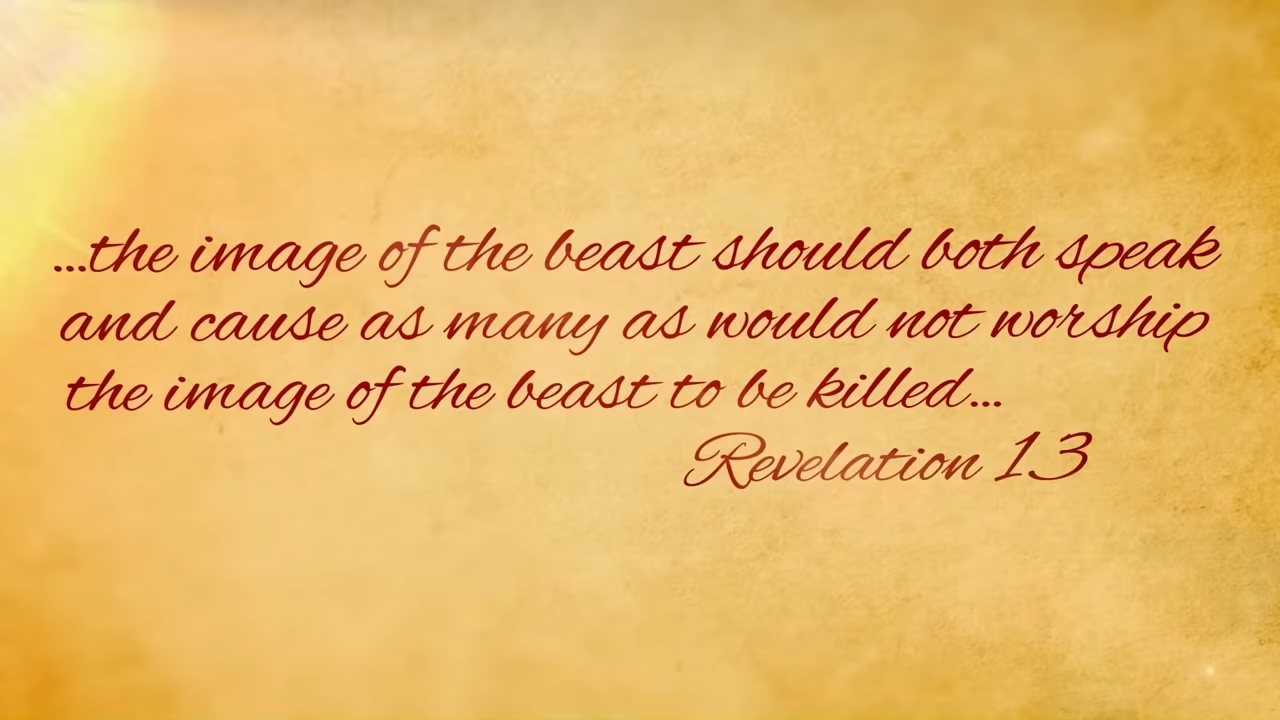 ...the image of the beast should both speak
and cause as many as would not worship
the image of the beast to be killed...
Revelation 13